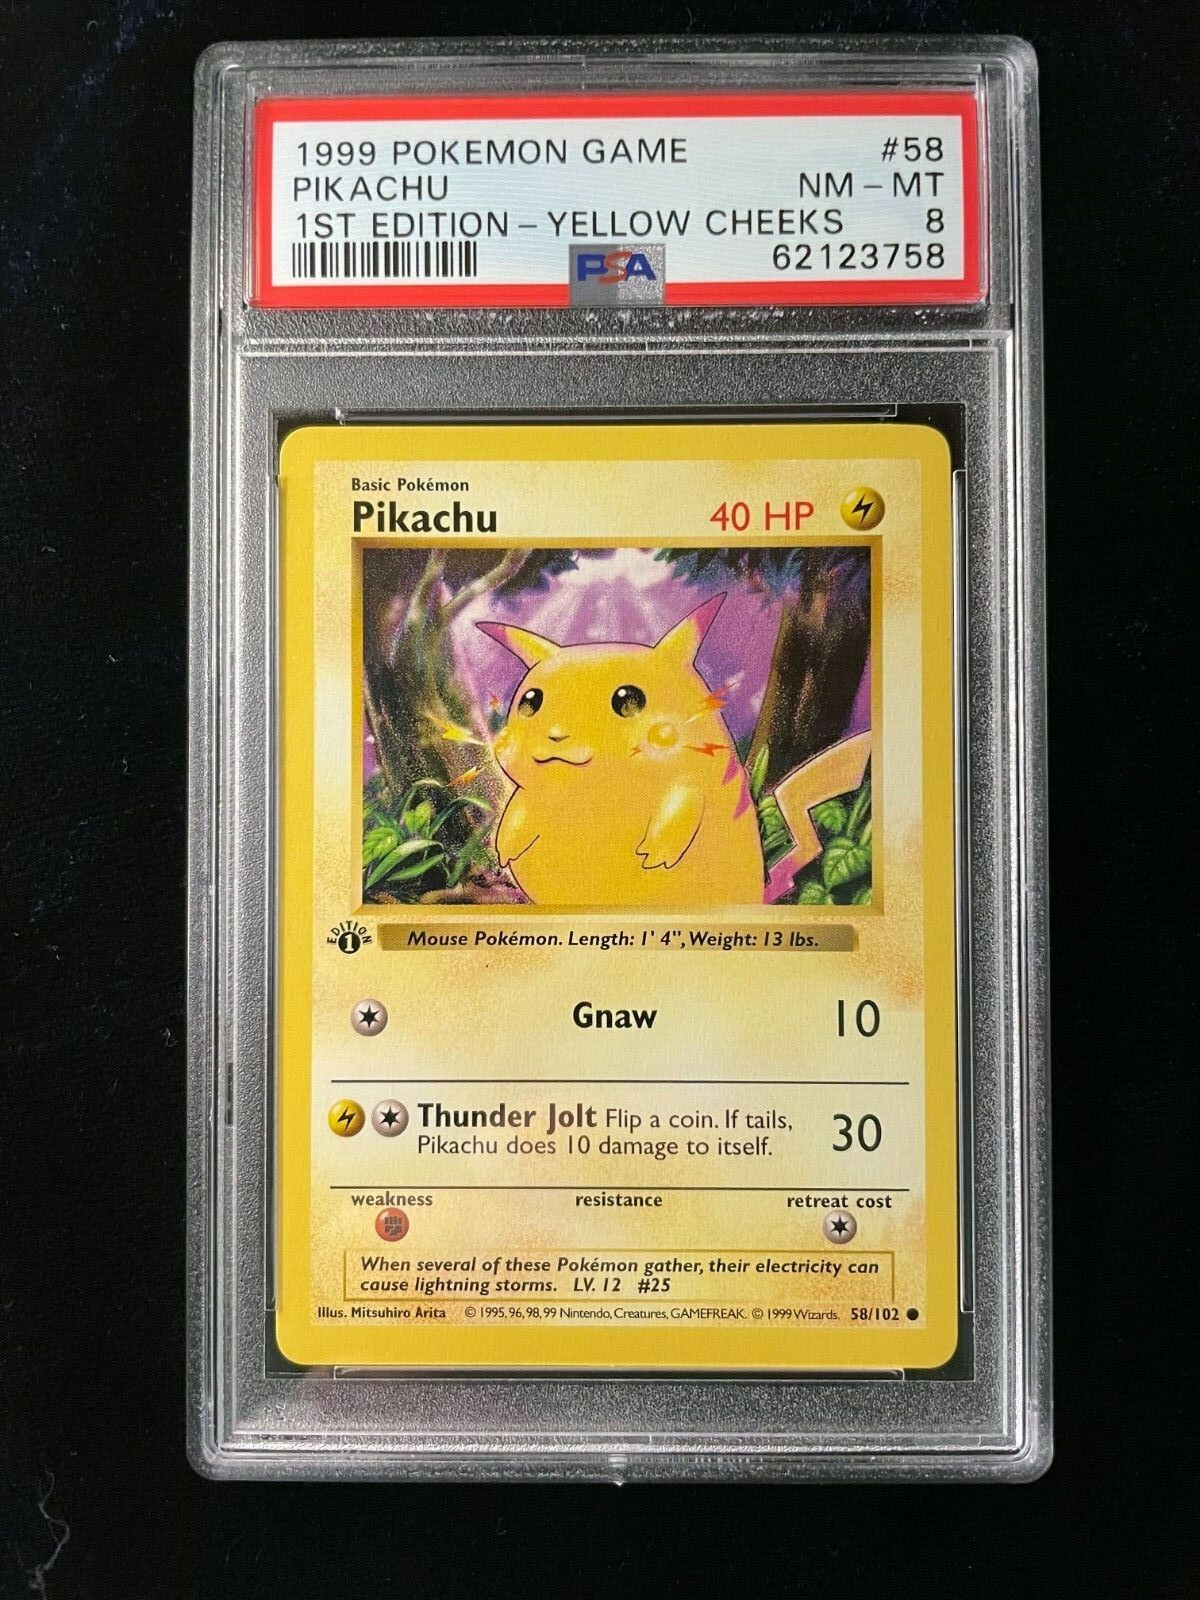 1999 POKEMON GAME #58
PIKACHU NM - MT
1ST EDITION - YELLOW CHEEKS 8
PSA 62123758
Basic Pokémon
Pikachu 40 HP
EDITION 1
Mouse Pokémon. Length: 1' 4", Weight: 13 lbs.
Gnaw 10
Thunder Jolt Flip a coin. If tails, 30
Pikachu does 10 damage to itself.
weakness resistance retreat cost
When several of these Pokémon gather, their electricity can
cause lightning storms. LV. 12 #25
Illus. Mitsuhiro Arita © 1995, 96, 98, 99 Nintendo, Creatures, GAMEFREAK. © 1999 Wizards. 58/102